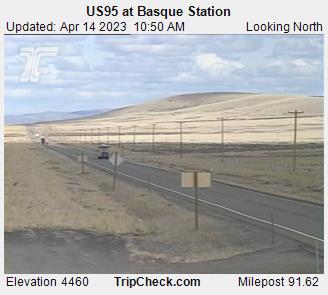 US95 at Basque Station
Updated: Apr 14 2023 10:50 AM Looking North
Elevation 4460 TripCheck.com Milepost 91.62